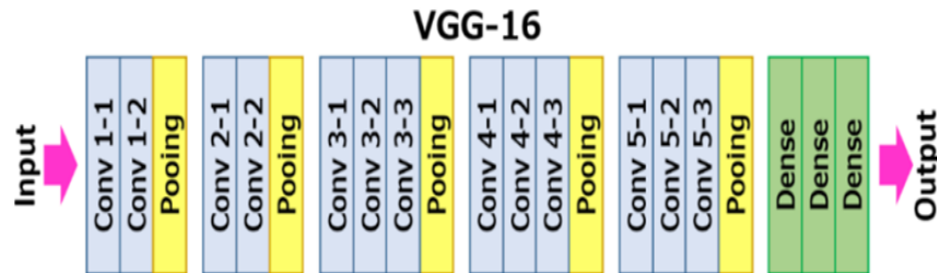 VGG-16
Input
Conv 1-1
Conv 1-2
Pooing
Conv 2-1
Conv 2-2
Pooing
Conv 3-1
Conv 3-2
Conv 3-3
Pooing
Conv 4-1
Conv 4-2
Conv 4-3
Pooing
Conv 5-1
Conv 5-2
Conv 5-3
Pooing
Dense
Dense
Dense
Output